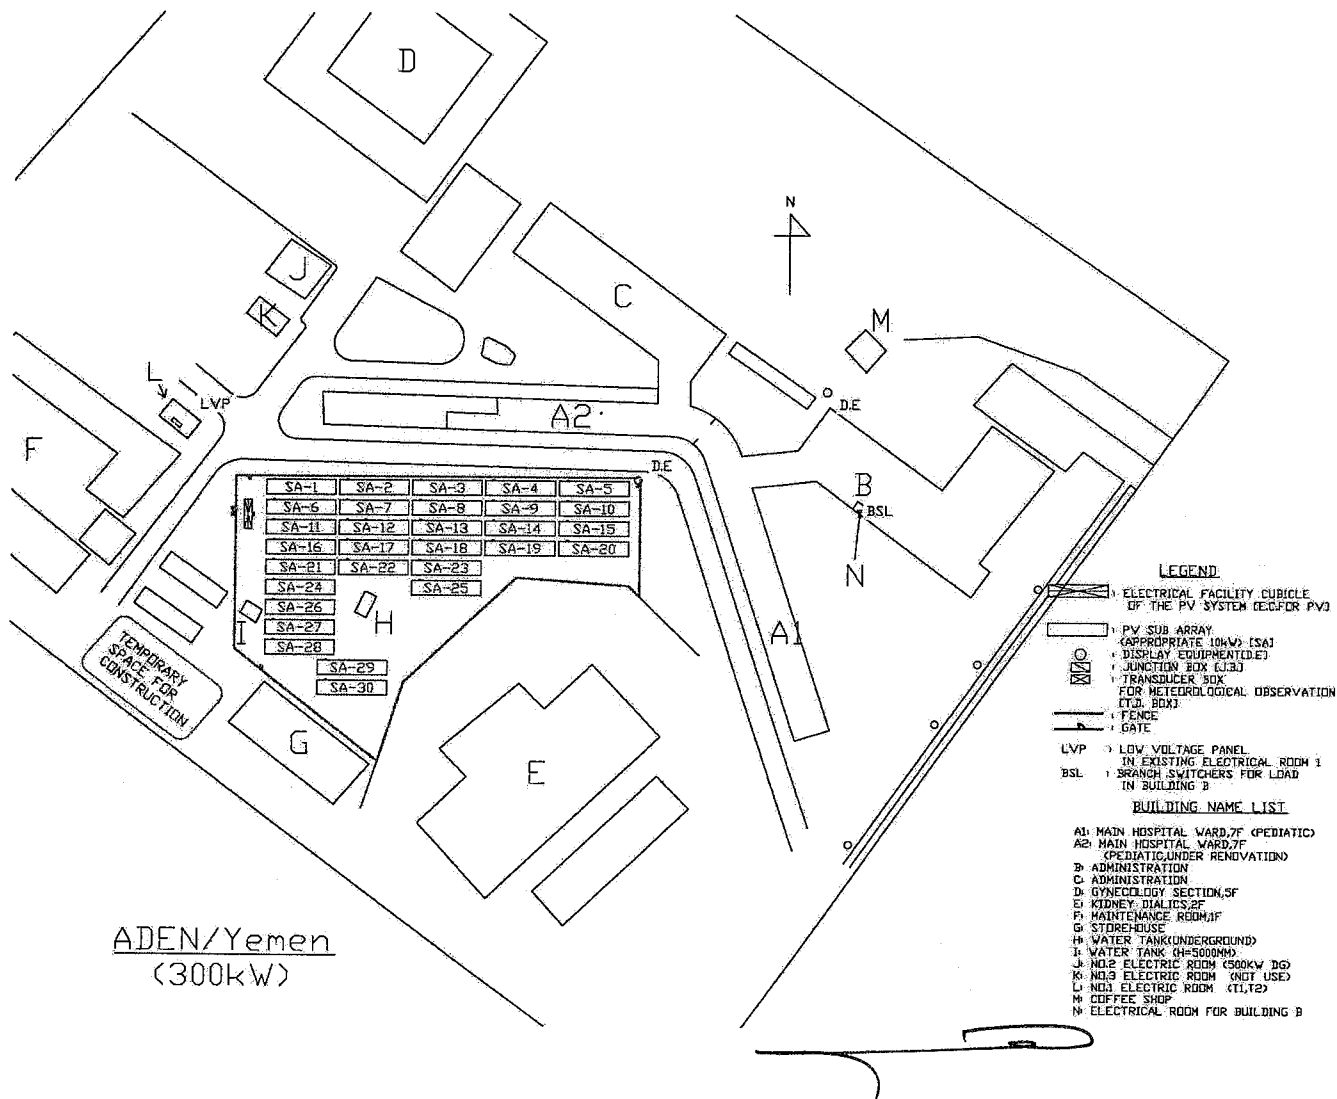 D
N
J
C
K
M
L
LVP
D.E
A2
F
D.E
B
BSL
SA-1 SA-2 SA-3 SA-4 SA-5
SA-6 SA-7 SA-8 SA-9 SA-10
SA-11 SA-12 SA-13 SA-14 SA-15
SA-16 SA-17 SA-18 SA-19 SA-20
SA-21 SA-22 SA-23
SA-24 SA-25
SA-26
SA-27
SA-28
SA-29
SA-30
N
H
I
A1
TEMPORARY
SPACE FOR
CONSTRUCTION
G
E
LEGEND
: ELECTRICAL FACILITY CUBICLE
OF THE PV SYSTEM [E.C.FOR PV]
: PV SUB ARRAY
(APPROPRIATE 10kW) [SA]
: DISPLAY EQUIPMENT[D.E]
: JUNCTION BOX [J.B.]
: TRANSDUCER BOX
FOR METEOROLOGICAL OBSERVATION
[T.D. BOX]
: FENCE
: GATE
LVP : LOW VOLTAGE PANEL
IN EXISTING ELECTRICAL ROOM 1
BSL : BRANCH SWITCHERS FOR LOAD
IN BUILDING B
BUILDING NAME LIST
A1: MAIN HOSPITAL WARD,7F (PEDIATIC)
A2: MAIN HOSPITAL WARD,7F
(PEDIATIC,UNDER RENOVATION)
B: ADMINISTRATION
C: ADMINISTRATION
D: GYNECOLOGY SECTION,5F
E: KIDNEY DIALICS,2F
F: MAINTENANCE ROOM,1F
G: STOREHOUSE
H: WATER TANK(UNDERGROUND)
I: WATER TANK (H=5000MM)
J: NO.2 ELECTRIC ROOM (500KW DG)
K: NO.3 ELECTRIC ROOM (NOT USE)
L: NO.1 ELECTRIC ROOM (T1,T2)
M: COFFEE SHOP
N: ELECTRICAL ROOM FOR BUILDING B
ADEN/Yemen
(300kW)